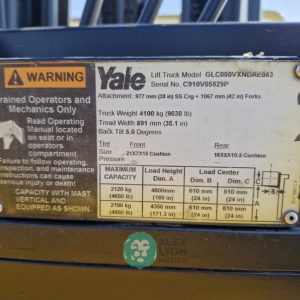 WARNING
Trained Operators and
Mechanics Only
Read Manual
located on
seat or in
operators
compartment
Failure to follow
operating, inspection,
and maintenance
instructions can cause
serious injury or death!
CAPACITY WITH MAST
VERTICAL AND
EQUIPPED AS SHOWN
Yale
Lift Truck Model GLC050VXNDAE083
Serial No. C910V05829P
Attachment: 977 mm (38 in) SS Crg + 1067 mm (42 in) Forks
Truck Weight 4100 kg (9030 lb)
Tread Width 891 mm (35.1 in)
Back Tilt 5.0 Degrees
Tire Front Rear
Size 21X7X15 Cushion 16X5X10.5 Cushion
MAXIMUM CAPACITY
Load Height Dim. A
Load Center
Dim. B Dim. C
2120 kg (4650 lb) 4800mm (189 in) 610 mm (24 in) 610 mm (24 in)
2190 kg (4800 lb) 4350 mm (171.3 in) 610 mm (24 in) 610 mm (24 in)
ALEX LYON
MEXICO